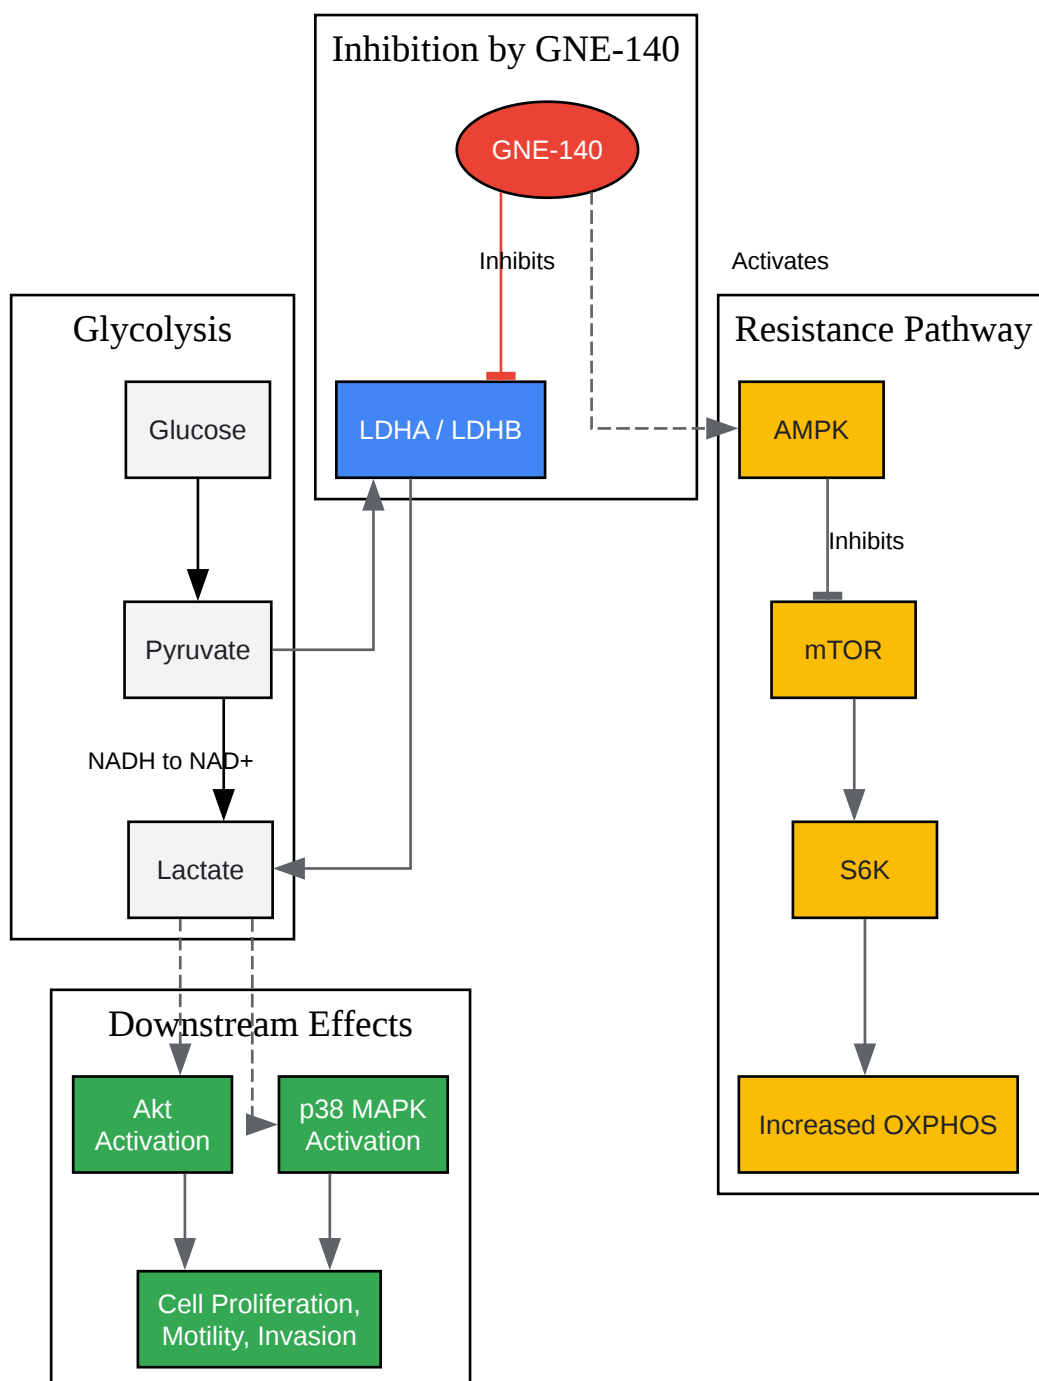 Inhibition by GNE-140
GNE-140
Inhibits
Activates
Glycolysis
Resistance Pathway
Glucose
LDHA / LDHB
AMPK
Inhibits
Pyruvate
mTOR
NADH to NAD+
Lactate
S6K
Downstream Effects
Akt
Activation
p38 MAPK
Activation
Increased OXPHOS
Cell Proliferation,
Motility, Invasion